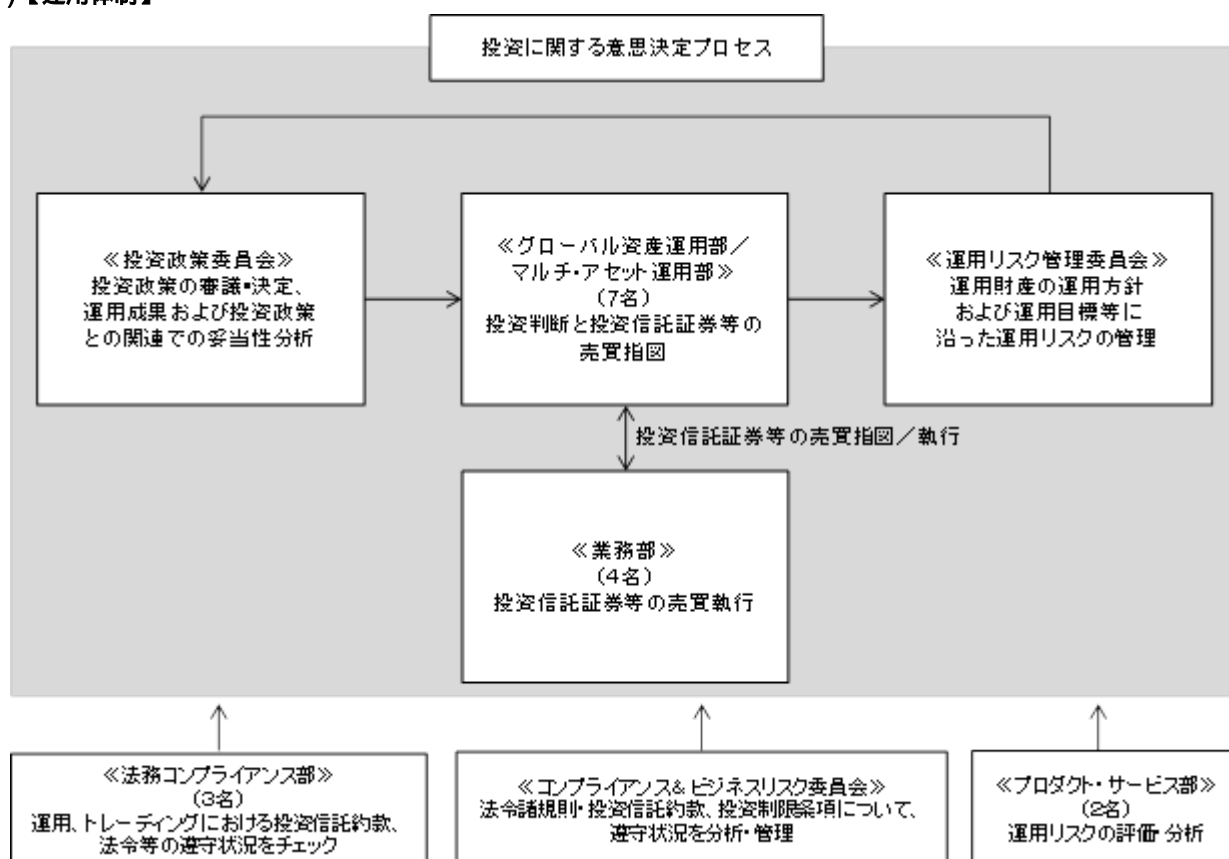 )【運用体制】
投資に関する意思決定プロセス
≪投資政策委員会≫
投資政策の審議・決定、
運用成果および投資政策
との関連での妥当性分析
≪グローバル資産運用部／
マルチ・アセット運用部≫
(7名)
投資判断と投資信託証券等の
売買指図
≪運用リスク管理委員会≫
運用財産の運用方針
および運用目標等に
沿った運用リスクの管理
投資信託証券等の売買指図／執行
≪業務部≫
(4名)
投資信託証券等の売買執行
≪法務コンプライアンス部≫
(3名)
運用、トレーディングにおける投資信託約款、
法令等の遵守状況をチェック
≪コンプライアンス& ビジネスリスク委員会≫
法令諸規則・投資信託約款、投資制限条項について、
遵守状況を分析・管理
≪プロダクト・サービス部≫
(2名)
運用リスクの評価・分析